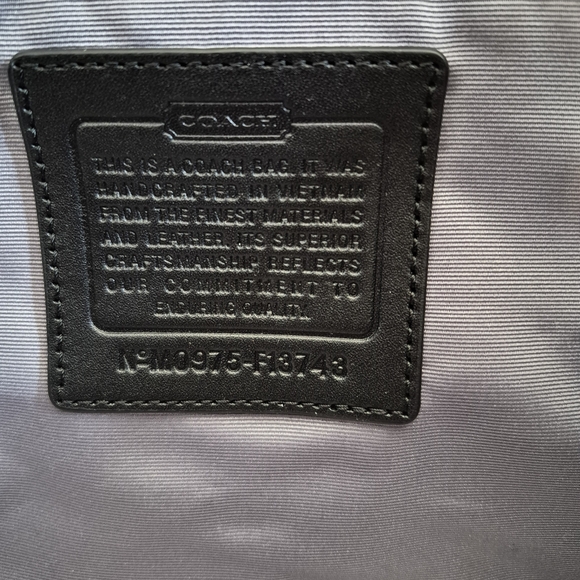 COACH
THIS IS A COACH BAG. IT WAS
HANDCRAFTED IN VIETNAM
FROM THE FINEST MATERIALS
AND LEATHER. ITS SUPERIOR
CRAFTSMANSHIP REFLECTS
OUR COMMITMENT TO
ENDURING QUALITY.
No M0975-F13743